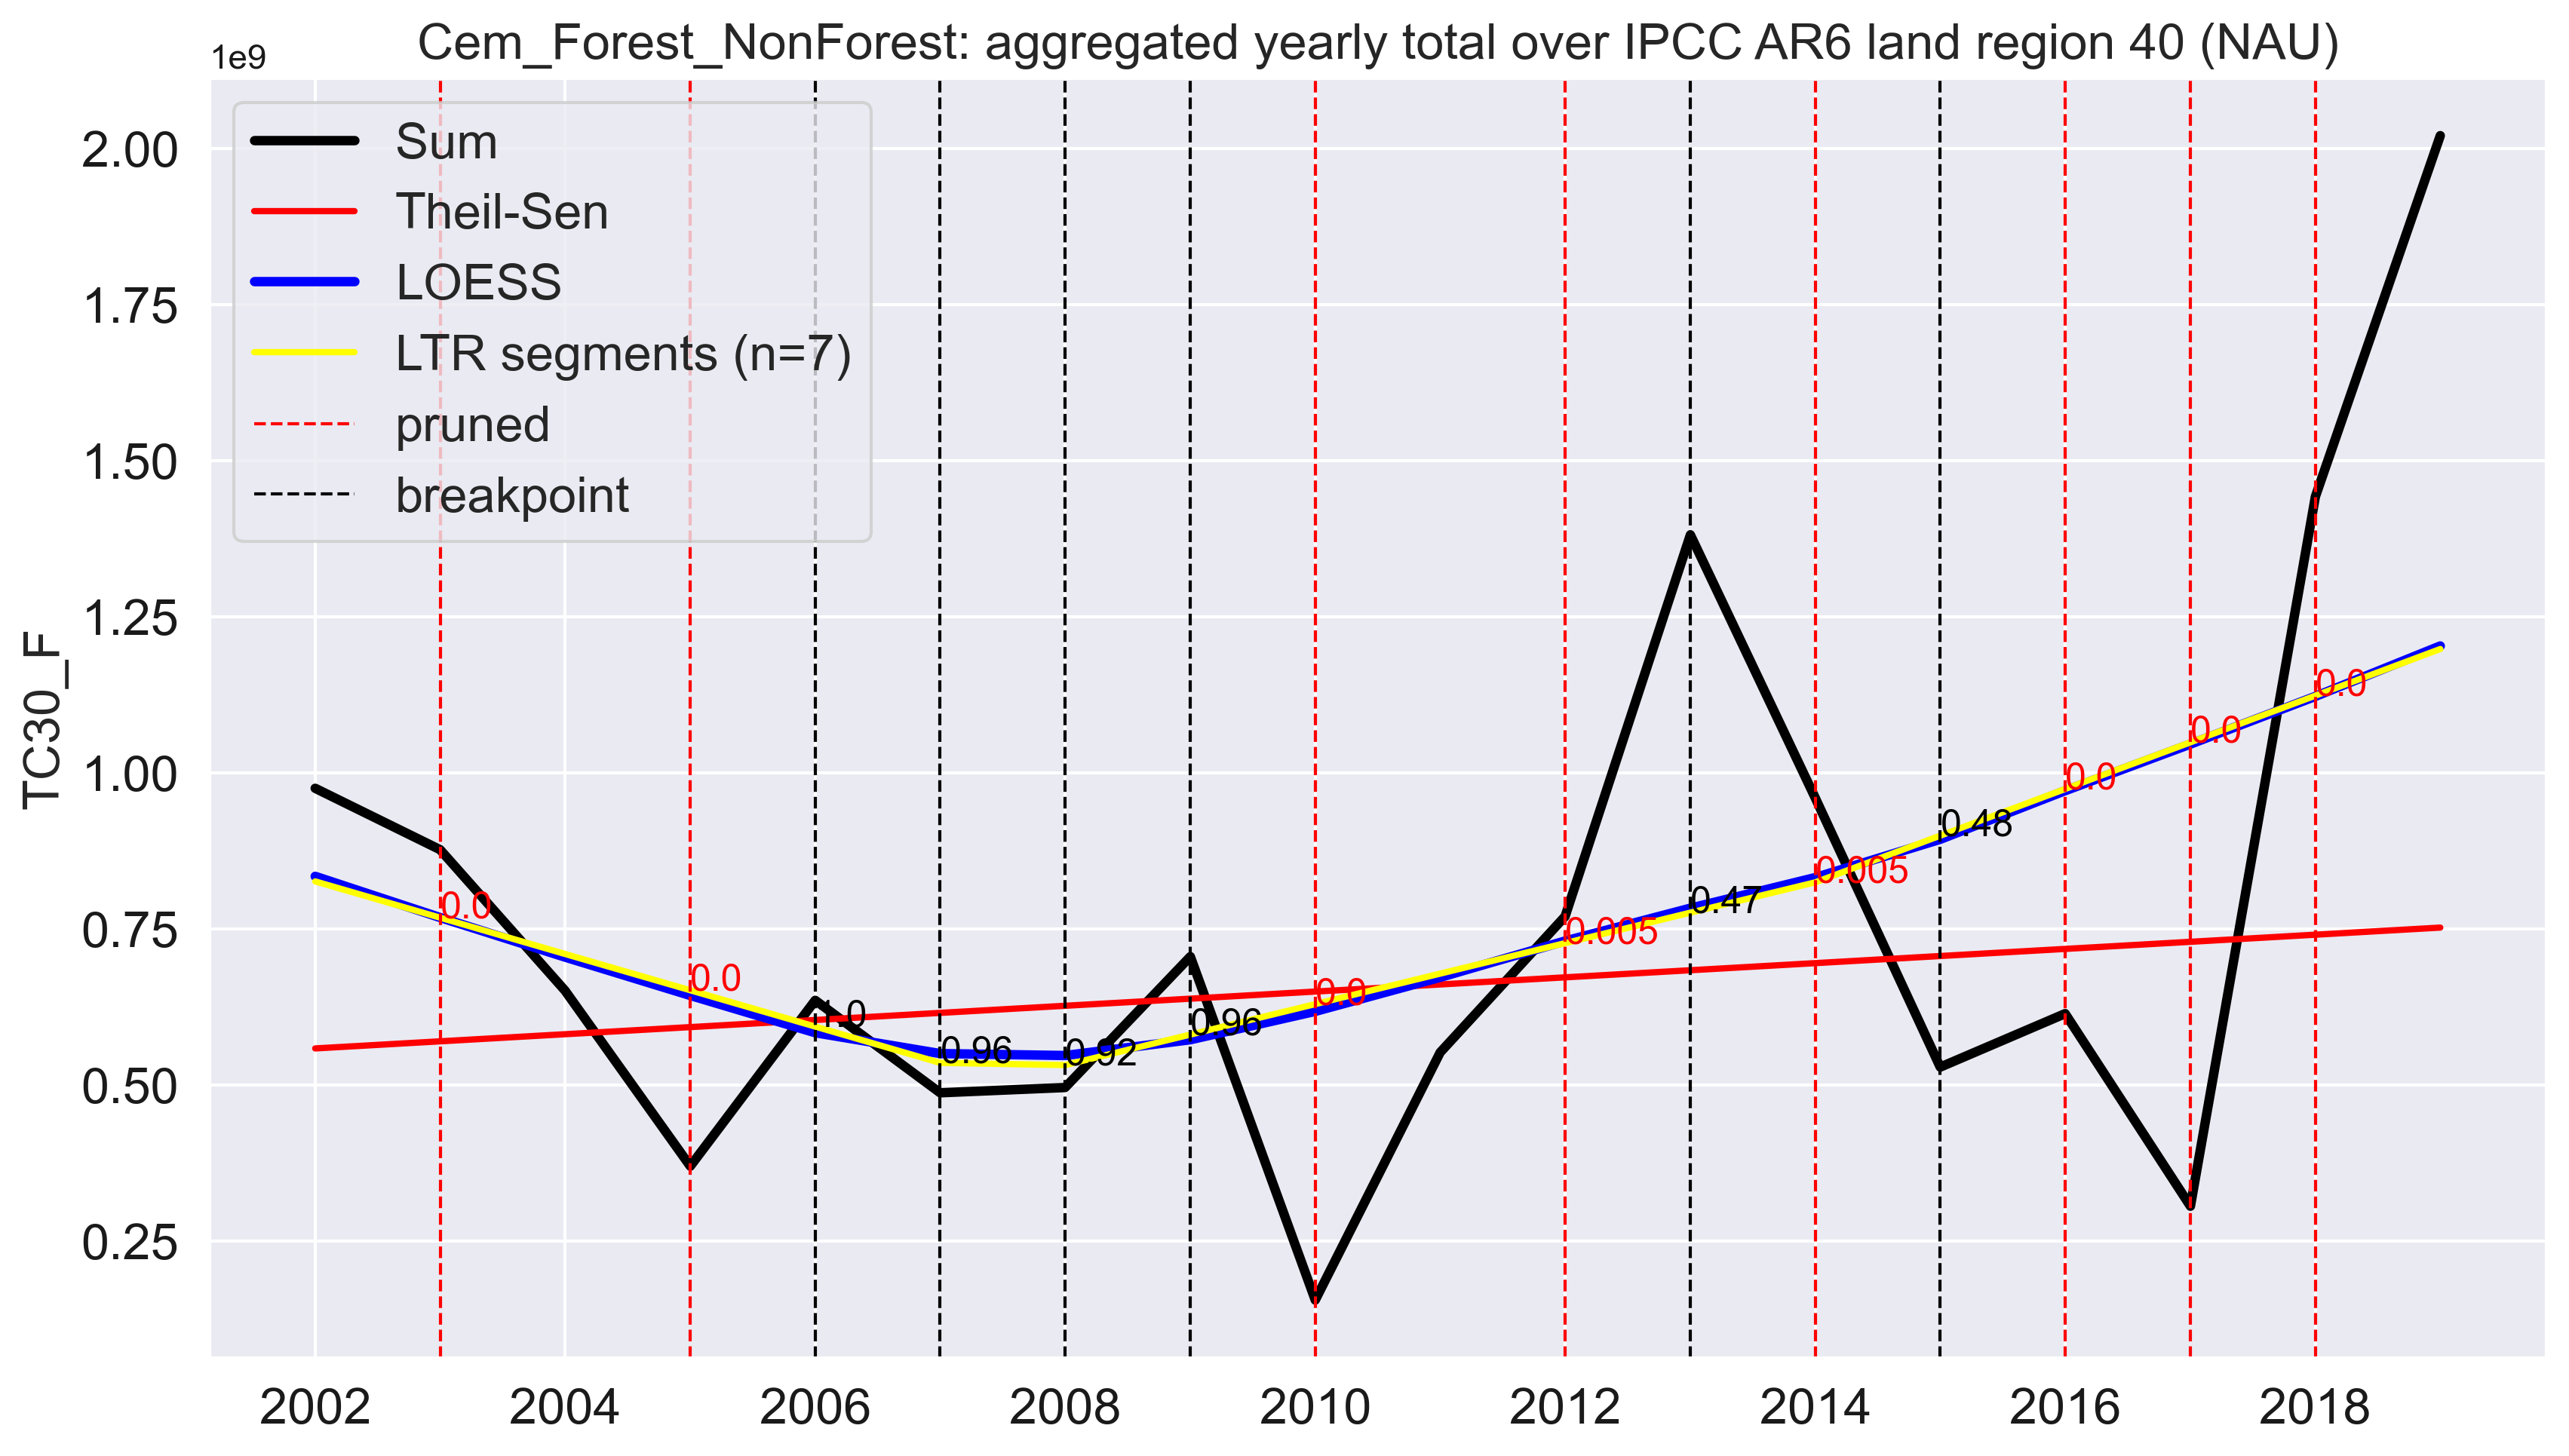 Cem_Forest_NonForest: aggregated yearly total over IPCC AR6 land region 40 (NAU)
1e9
Sum
Theil-Sen
LOESS
LTR segments (n=7)
pruned
breakpoint
TC30_F
2.00
1.75
1.50
1.25
1.00
0.75
0.50
0.25
0.0
0.0
1.0
0.96
0.92
0.96
0.0
0.005
0.47
0.005
0.48
0.0
0.0
0.0
2002 2004 2006 2008 2010 2012 2014 2016 2018